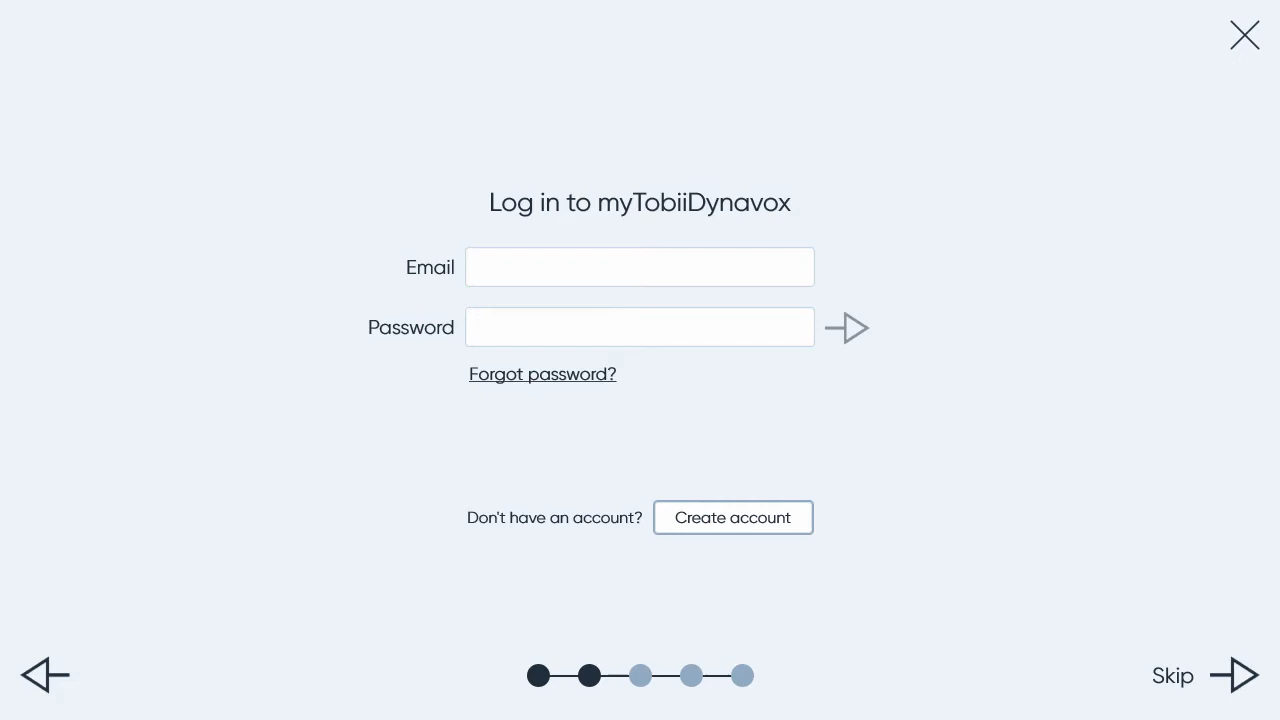 Log in to myTobiiDynavox
Email
Password
Forgot password?
Don't have an account? Create account
Skip